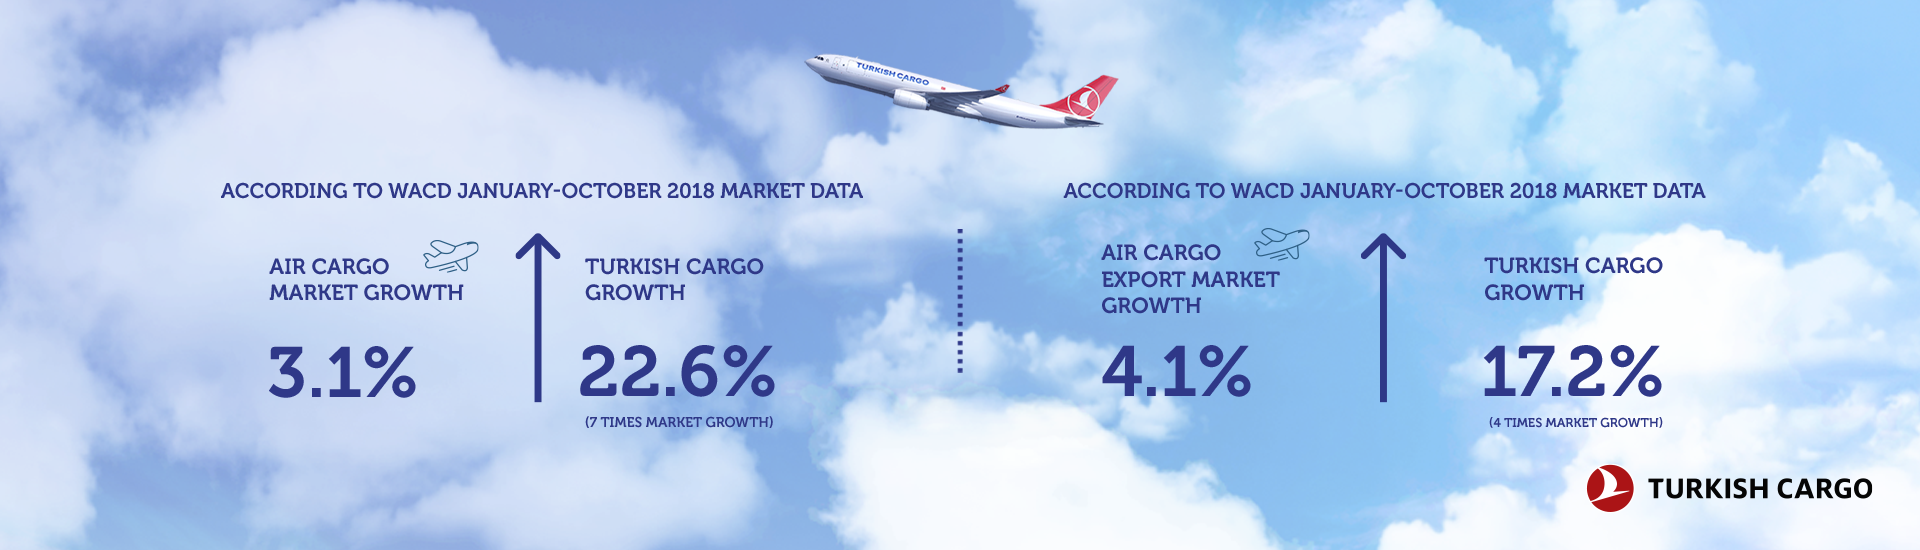 TURKISH CARGO
ACCORDING TO WACD JANUARY-OCTOBER 2018 MARKET DATA
AIR CARGO
MARKET GROWTH
3.1%
TURKISH CARGO
GROWTH
22.6%
(7 TIMES MARKET GROWTH)
ACCORDING TO WACD JANUARY-OCTOBER 2018 MARKET DATA
AIR CARGO
EXPORT MARKET
GROWTH
4.1%
TURKISH CARGO
GROWTH
17.2%
(4 TIMES MARKET GROWTH)
TURKISH CARGO